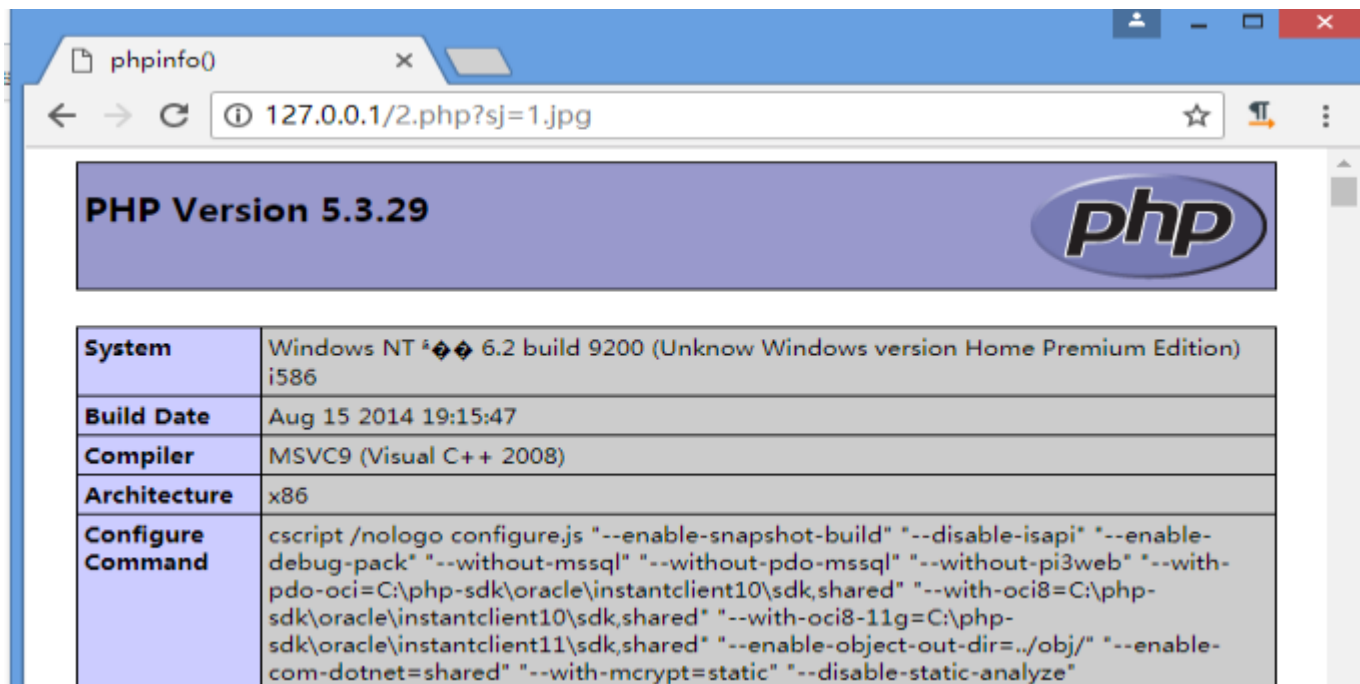 phpinfo()
127.0.0.1/2.php?sj=1.jpg
PHP Version 5.3.29
php
System
Windows NT ª�� 6.2 build 9200 (Unknow Windows version Home Premium Edition)
i586
Build Date
Aug 15 2014 19:15:47
Compiler
MSVC9 (Visual C++ 2008)
Architecture
x86
Configure
Command
cscript /nologo configure.js "--enable-snapshot-build" "--disable-isapi" "--enable-
debug-pack" "--without-mssql" "--without-pdo-mssql" "--without-pi3web" "--with-
pdo-oci=C:\php-sdk\oracle\instantclient10\sdk,shared" "--with-oci8=C:\php-
sdk\oracle\instantclient10\sdk,shared" "--with-oci8-11g=C:\php-
sdk\oracle\instantclient11\sdk,shared" "--enable-object-out-dir=../obj/" "--enable-
com-dotnet=shared" "--with-mcrypt=static" "--disable-static-analyze"